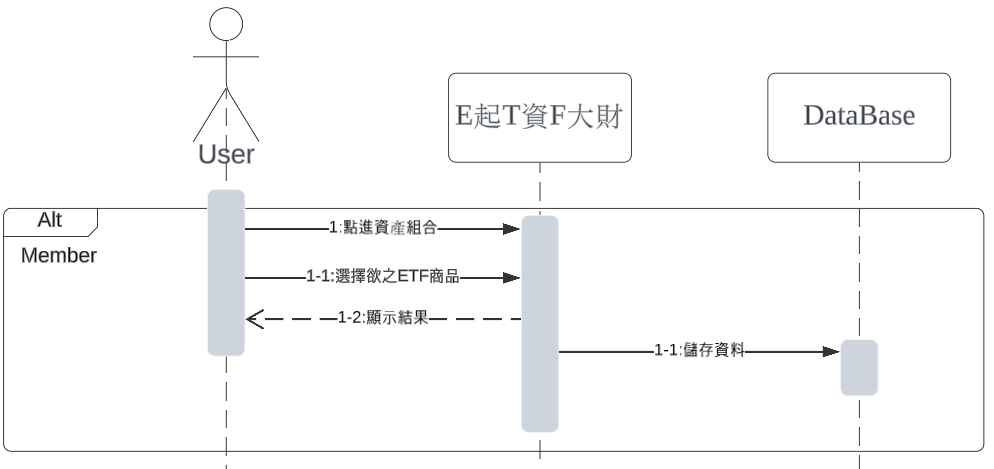 User
E起T資F大財
DataBase
Alt
Member
1:點進資產組合
1-1:選擇欲之ETF商品
1-2:顯示結果
1-1:儲存資料